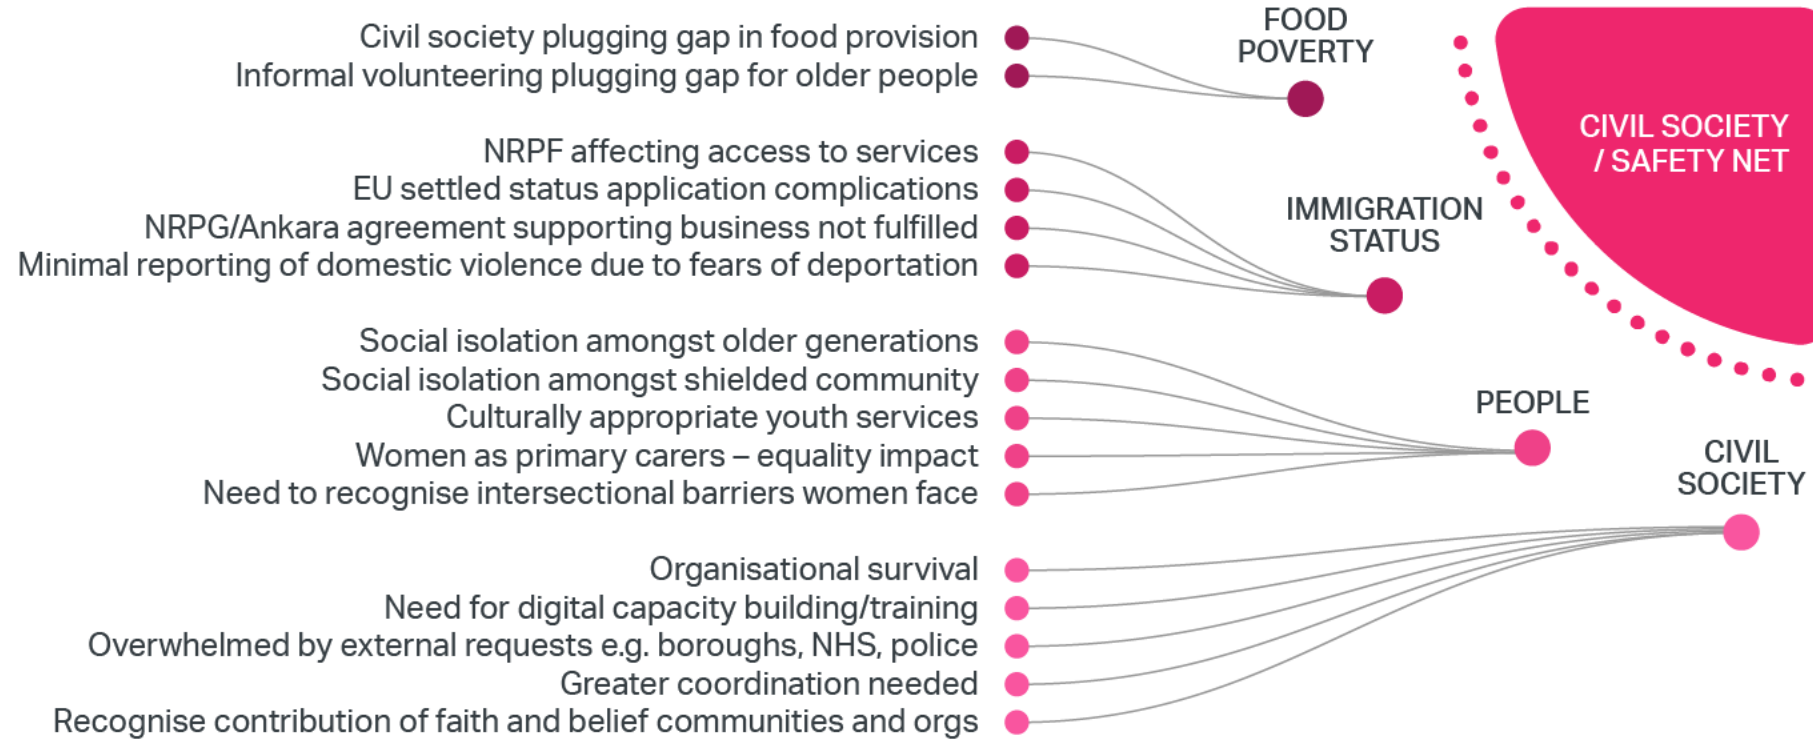 Civil society plugging gap in food provision
Informal volunteering plugging gap for older people
FOOD
POVERTY
NRPF affecting access to services
EU settled status application complications
NRPG/Ankara agreement supporting business not fulfilled
Minimal reporting of domestic violence due to fears of deportation
IMMIGRATION
STATUS
Social isolation amongst older generations
Social isolation amongst shielded community
Culturally appropriate youth services
Women as primary carers – equality impact
Need to recognise intersectional barriers women face
PEOPLE
Organisational survival
Need for digital capacity building/training
Overwhelmed by external requests e.g. boroughs, NHS, police
Greater coordination needed
Recognise contribution of faith and belief communities and orgs
CIVIL
SOCIETY
CIVIL SOCIETY
/ SAFETY NET